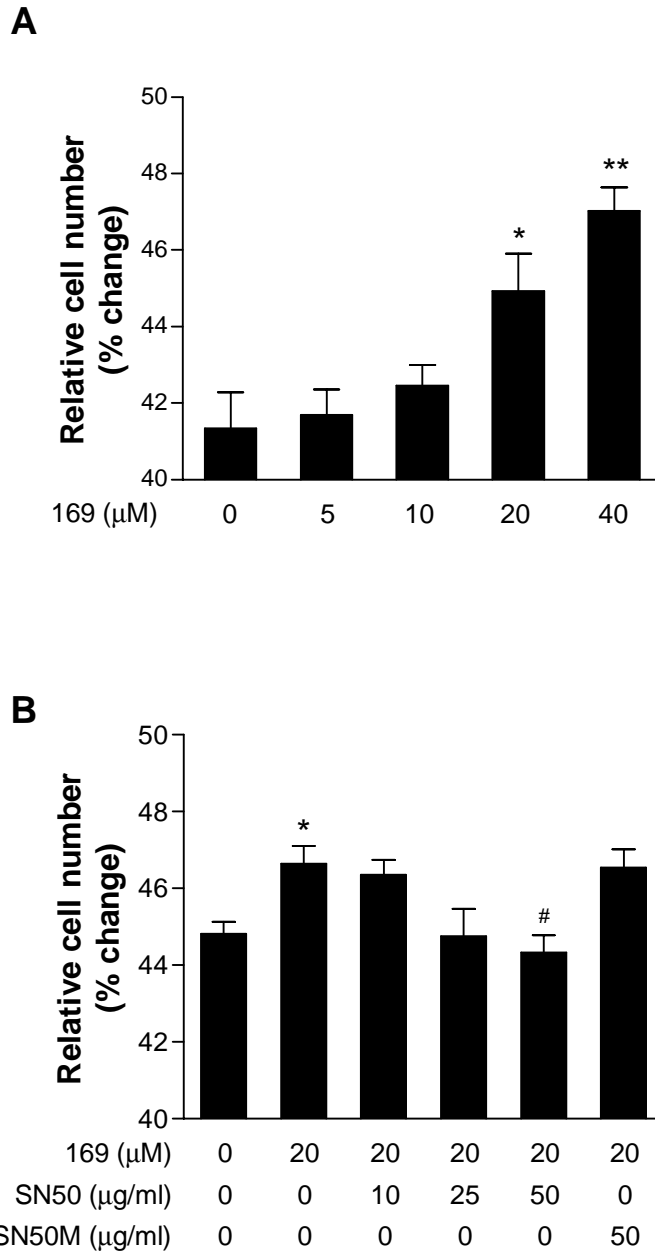 A
Relative cell number
(% change)
50
48
46
44
42
40
*
**
169 (μM) 0 5 10 20 40
B
Relative cell number
(% change)
50
48
46
44
42
40
*
#
169 (μM) 0 20 20 20 20 20
SN50 (μg/ml) 0 0 10 25 50 0
SN50M (μg/ml) 0 0 0 0 0 50